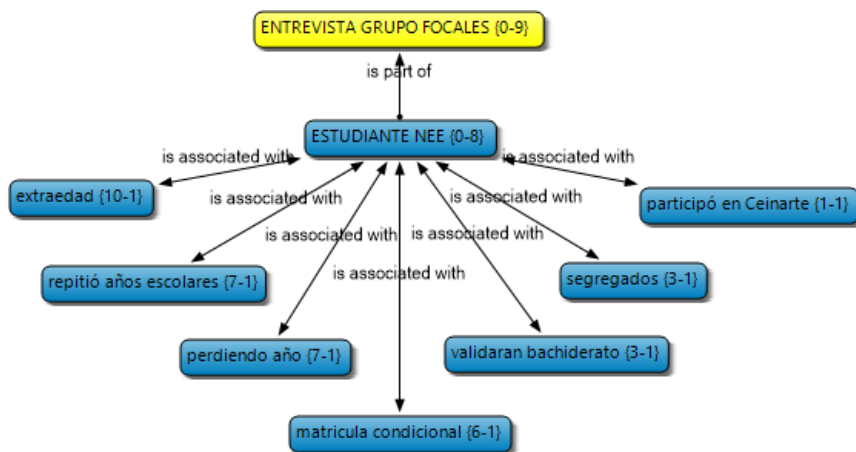 ENTREVISTA GRUPO FOCALES {0-9}
is part of
ESTUDIANTE NEE {0-8}
is associated with
is associated with
extraedad {10-1}
is associated with
participó en Ceinarte {1-1}
is associated with
is associated with
is associated with
segregados {3-1}
repitió años escolares {7-1}
is associated with
perdiendo año {7-1}
validaran bachiderato {3-1}
matricula condicional {6-1}